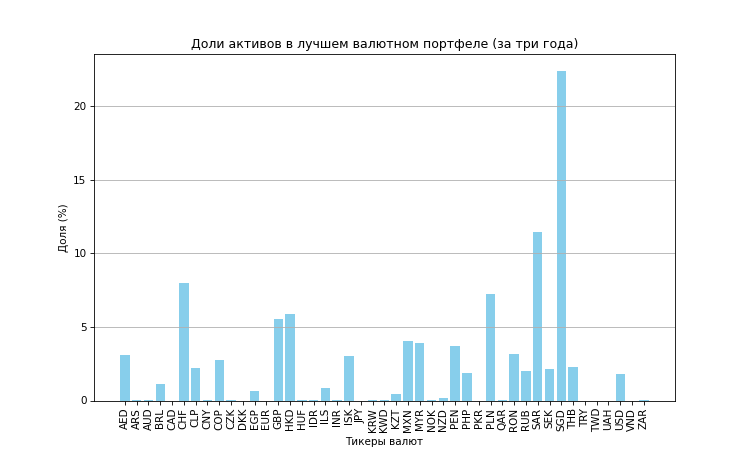 Доли активов в лучшем валютном портфеле (за три года)
Доля (%)
20
15
10
5
0
AED ARS AUD BRL CAD CHF CLP CNY COP CZK DKK EGP EUR GBP HKD HUF IDR ILS INR ISK JPY KRW KWD KZT MXN MYR NOK NZD PEN PHP PKR PLN QAR RON RUB SAR SEK SGD THB TRY TWD UAH USD VND ZAR
Тикеры валют